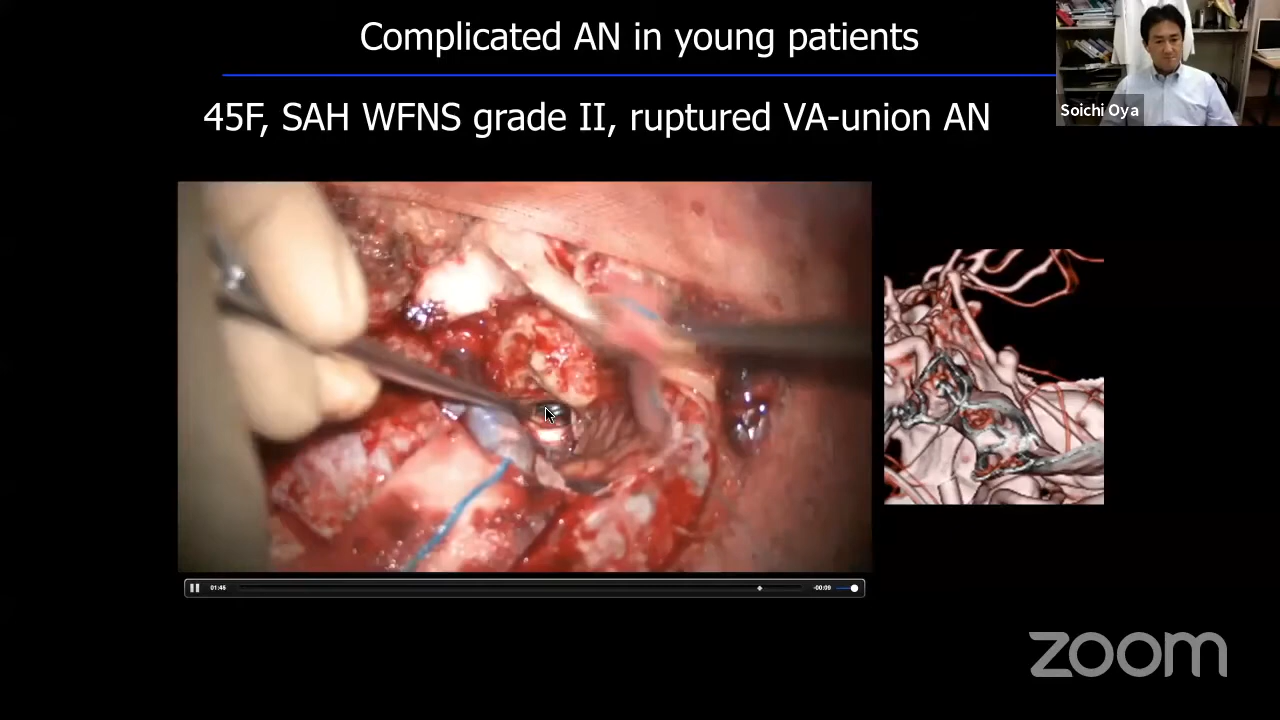 Complicated AN in young patients
Soichi Oya
45F, SAH WFNS grade II, ruptured VA-union AN
01:45
-00:09
zoom